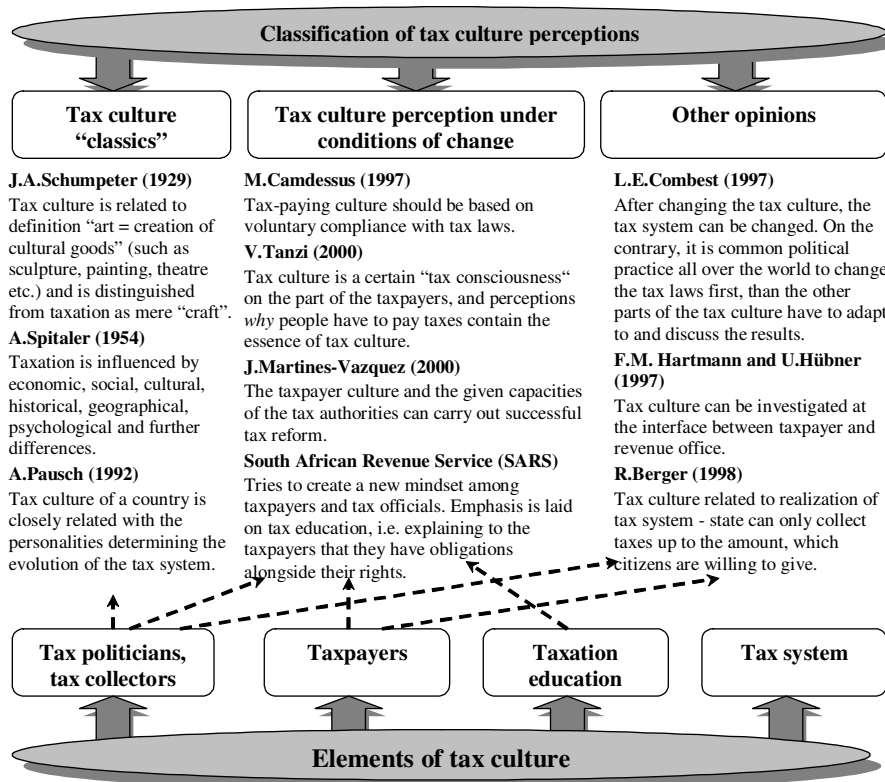 Classification of tax culture perceptions
Tax culture
“classics”
J.A.Schumpeter (1929)
Tax culture is related to
definition “art = creation of
cultural goods” (such as
sculpture, painting, theatre
etc.) and is distinguished
from taxation as mere “craft”.
A.Spitaler (1954)
Taxation is influenced by
economic, social, cultural,
historical, geographical,
psychological and further
differences.
A.Pausch (1992)
Tax culture of a country is
closely related with the
personalities determining the
evolution of the tax system.
Tax culture perception under
conditions of change
M.Camdessus (1997)
Tax-paying culture should be based on
voluntary compliance with tax laws.
V.Tanzi (2000)
Tax culture is a certain “tax consciousness“
on the part of the taxpayers, and perceptions
why people have to pay taxes contain the
essence of tax culture.
J.Martines-Vazquez (2000)
The taxpayer culture and the given capacities
of the tax authorities can carry out successful
tax reform.
South African Revenue Service (SARS)
Tries to create a new mindset among
taxpayers and tax officials. Emphasis is laid
on tax education, i.e. explaining to the
taxpayers that they have obligations
alongside their rights.
Other opinions
L.E.Combest (1997)
After changing the tax culture, the
tax system can be changed. On the
contrary, it is common political
practice all over the world to change
the tax laws first, than the other
parts of the tax culture have to adapt
to and discuss the results.
F.M. Hartmann and U.Hübner
(1997)
Tax culture can be investigated at
the interface between taxpayer and
revenue office.
R.Berger (1998)
Tax culture related to realization of
tax system - state can only collect
taxes up to the amount, which
citizens are willing to give.
Tax politicians,
tax collectors
Taxpayers
Taxation
education
Tax system
Elements of tax culture